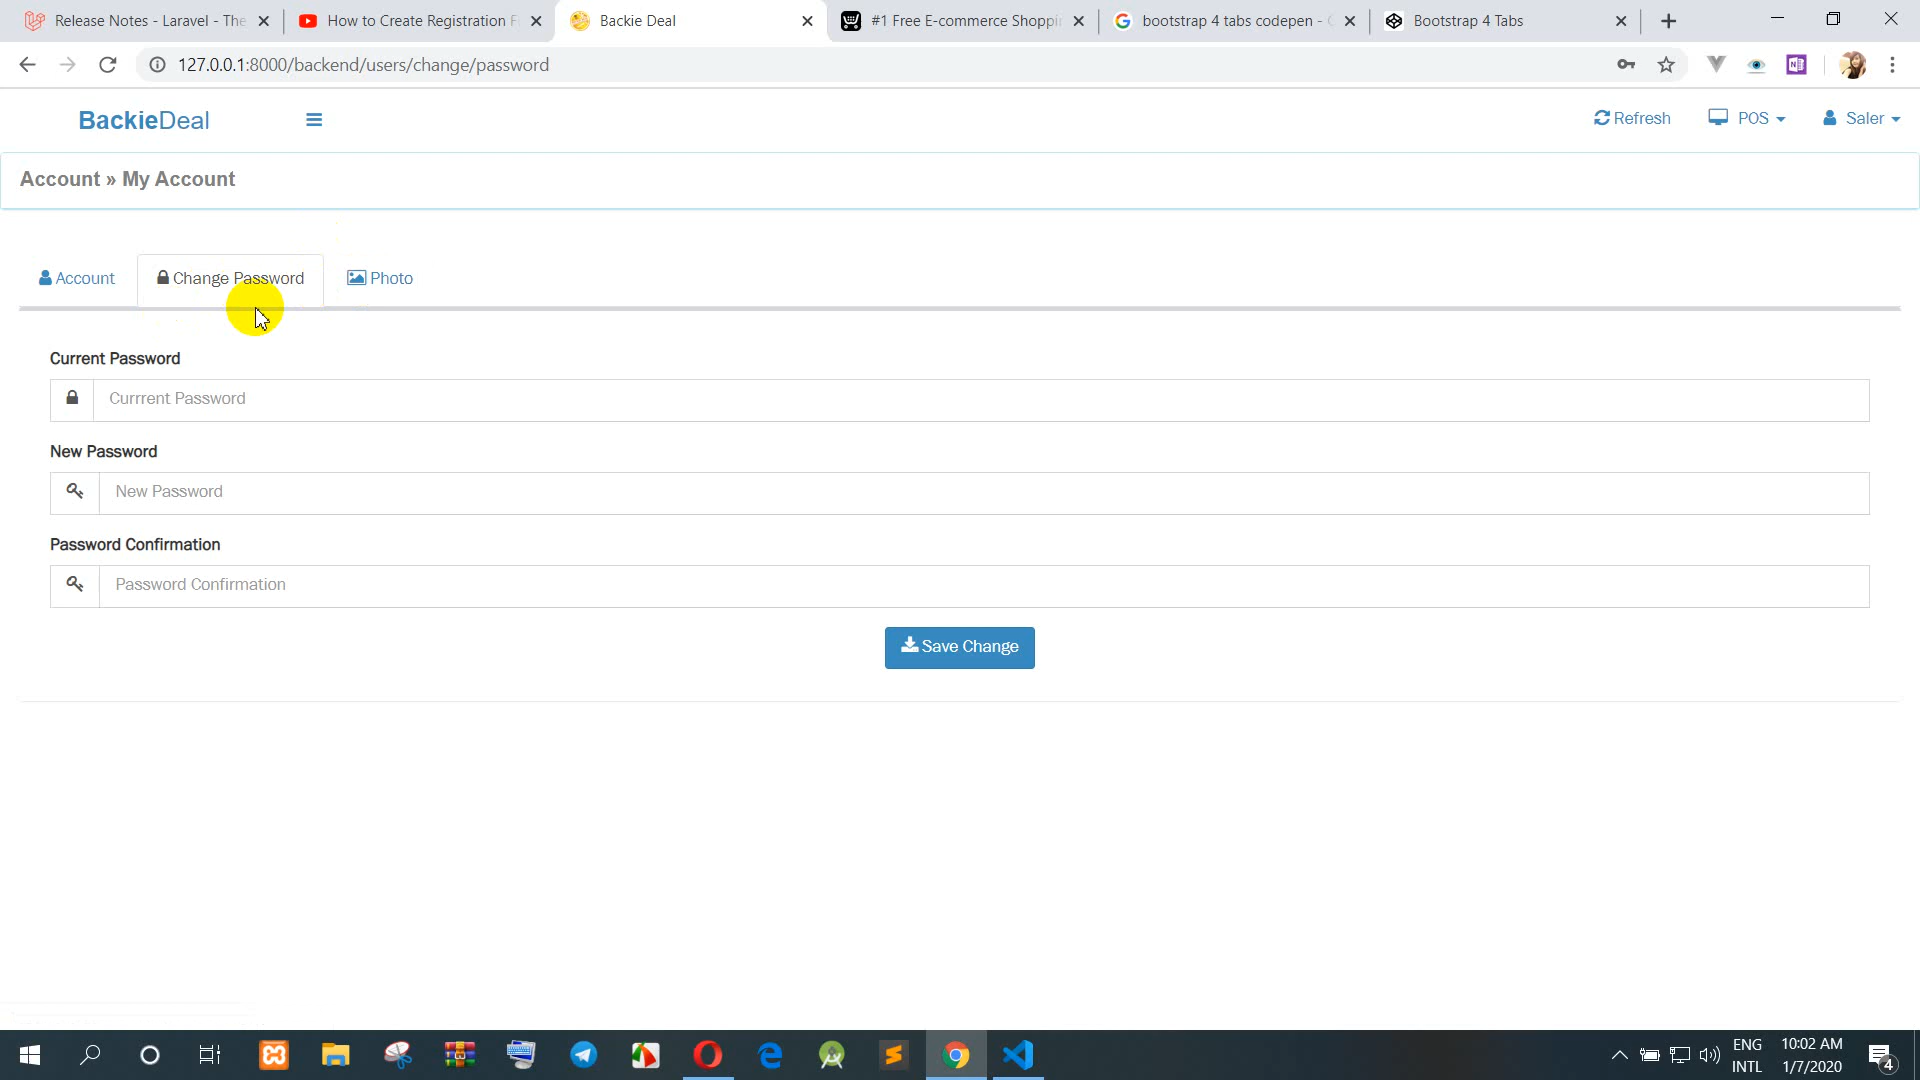 Release Notes - Laravel - The
How to Create Registration F
Backie Deal
#1 Free E-commerce Shoppin
bootstrap 4 tabs codepen -
Bootstrap 4 Tabs
127.0.0.1:8000/backend/users/change/password
BackieDeal
Refresh
POS
Saler
Account » My Account
Account
Change Password
Photo
Current Password
Currrent Password
New Password
New Password
Password Confirmation
Password Confirmation
Save Change
ENG
INTL
10:02 AM
1/7/2020
4